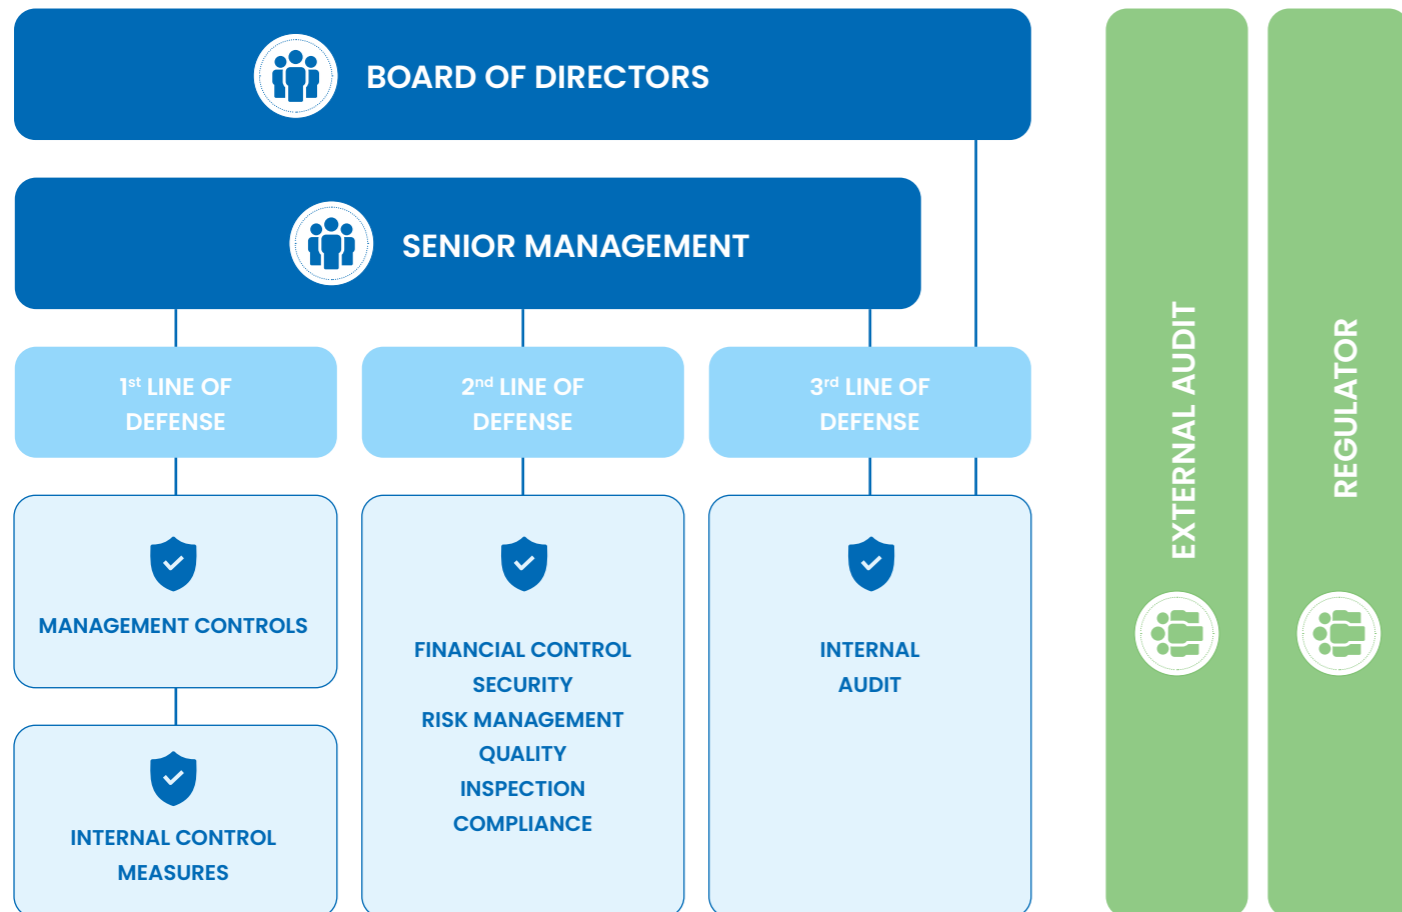 BOARD OF DIRECTORS
SENIOR MANAGEMENT
1st LINE OF
DEFENSE
2nd LINE OF
DEFENSE
3rd LINE OF
DEFENSE
MANAGEMENT CONTROLS
INTERNAL CONTROL
MEASURES
FINANCIAL CONTROL
SECURITY
RISK MANAGEMENT
QUALITY
INSPECTION
COMPLIANCE
INTERNAL
AUDIT
EXTERNAL AUDIT
REGULATOR